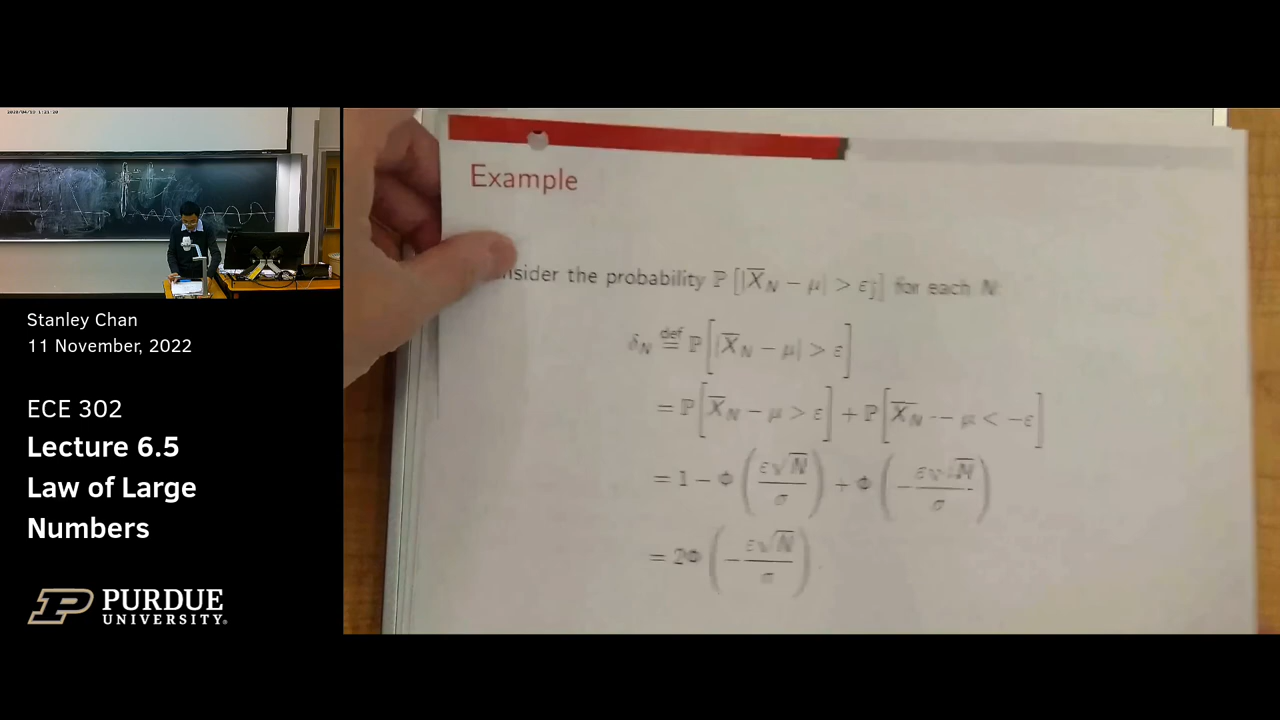 Stanley Chan
11 November, 2022
ECE 302
Lecture 6.5
Law of Large
Numbers
PURDUE
UNIVERSITY.
Example
the probability ℙ[|X̅_N − μ| > ε] for each N
δ_N def= ℙ[|X̅_N − μ| > ε]
= ℙ[X̅_N − μ > ε] + ℙ[X̅_N − μ < −ε]
= 1 − Φ(ε√N/σ) + Φ(−ε√N/σ)
= 2Φ(−ε√N/σ)